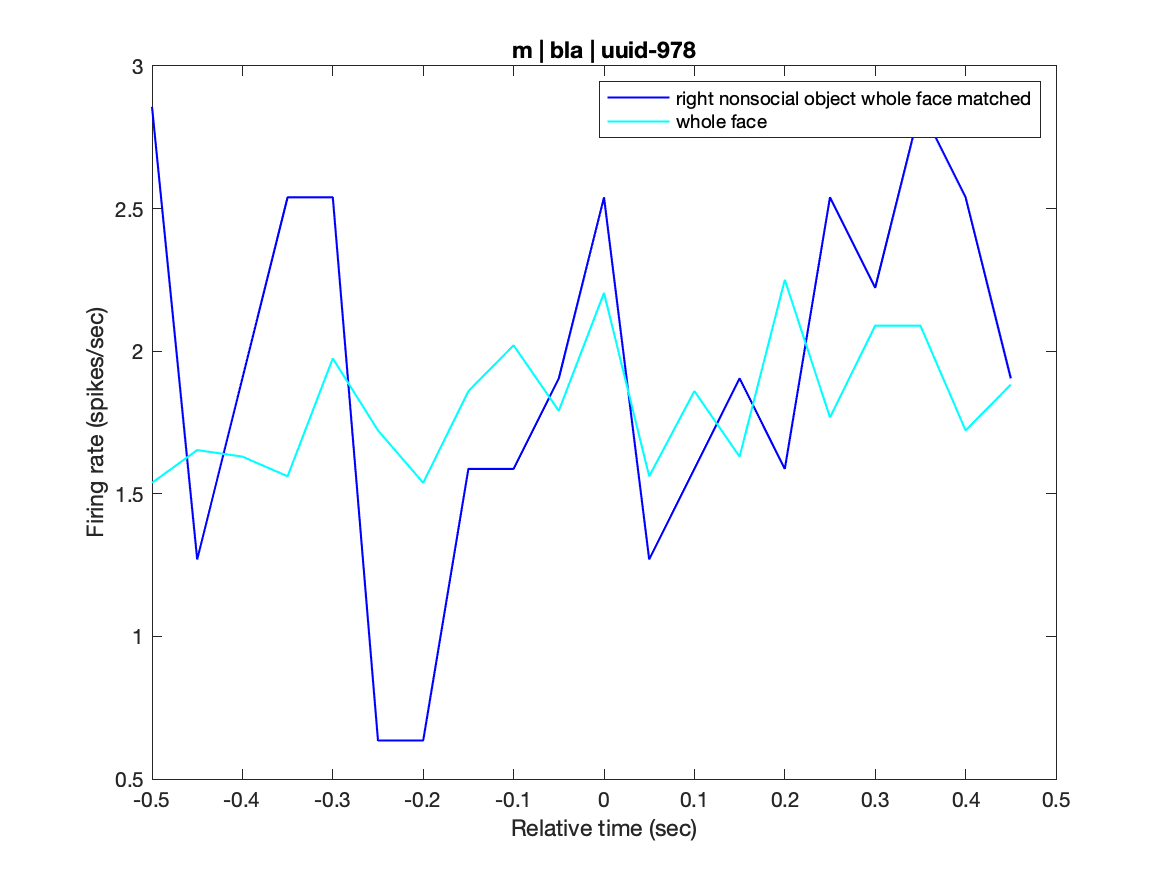 m | bla | uuid-978
3
right nonsocial object whole face matched
whole face
2.5
2
1.5
1
0.5
Firing rate (spikes/sec)
-0.5 -0.4 -0.3 -0.2 -0.1 0 0.1 0.2 0.3 0.4 0.5
Relative time (sec)